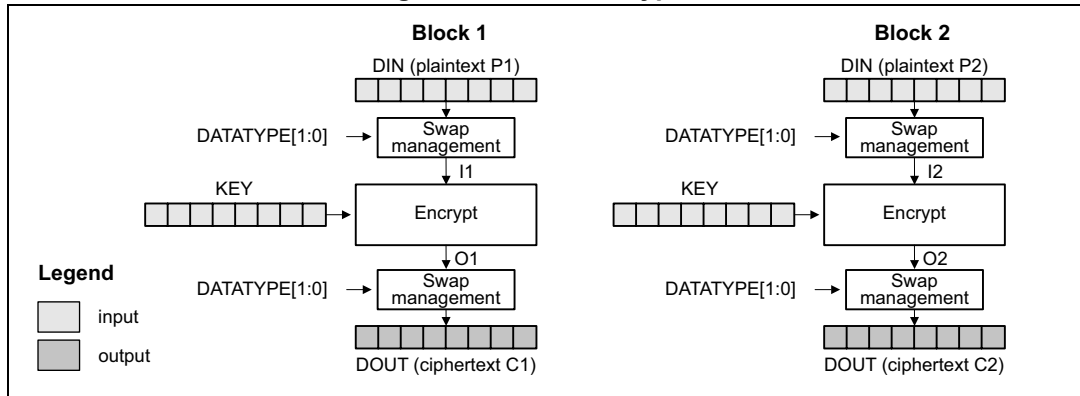 Block 1
DIN (plaintext P1)
DATATYPE[1:0]
Swap
management
I1
KEY
Encrypt
O1
DATATYPE[1:0]
Swap
management
DOUT (ciphertext C1)
Block 2
DIN (plaintext P2)
DATATYPE[1:0]
Swap
management
I2
KEY
Encrypt
O2
DATATYPE[1:0]
Swap
management
DOUT (ciphertext C2)
Legend
input
output